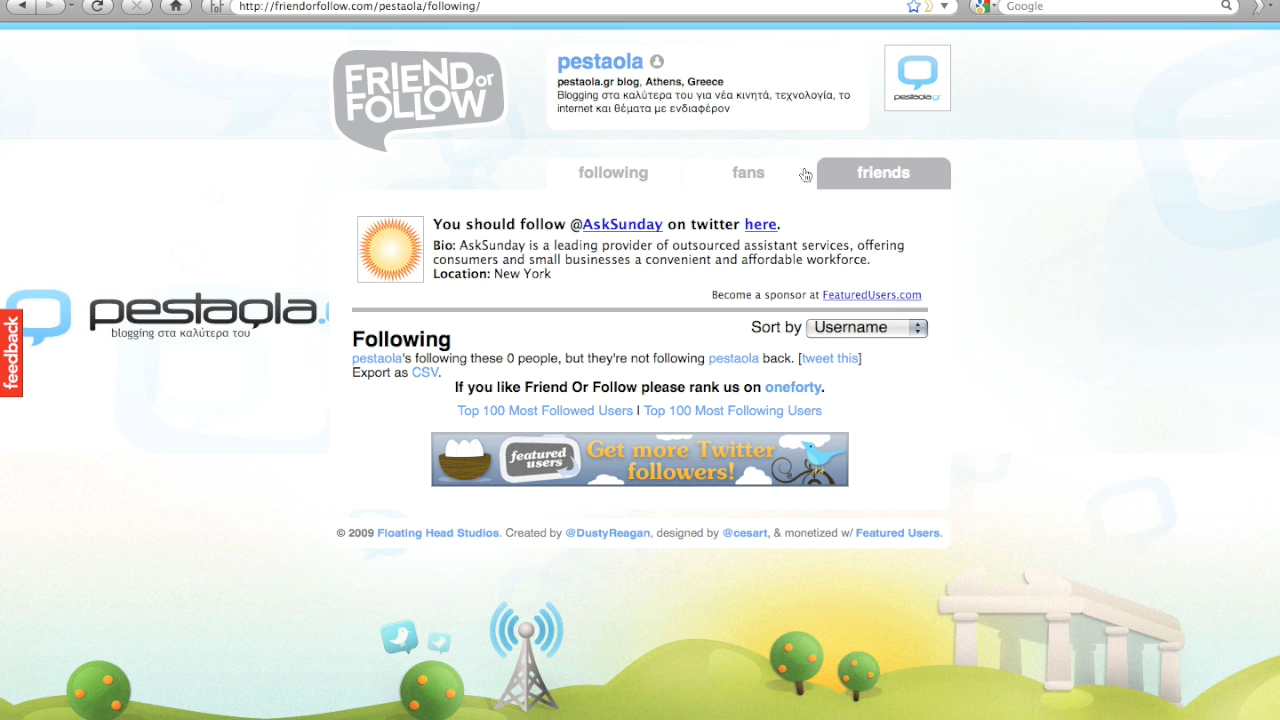 http://friendorfollow.com/pestaola/following/
Google
FRIEND or
FOLLOW
pestaola
pestaola.gr blog, Athens, Greece
Blogging στα καλύτερα του για νέα κινητά, τεχνολογία, το
internet και θέματα με ενδιαφέρον
pestaola.gr
following
fans
friends
You should follow @AskSunday on twitter here.
Bio: AskSunday is a leading provider of outsourced assistant services, offering
consumers and small businesses a convenient and affordable workforce.
Location: New York
Become a sponsor at FeaturedUsers.com
pestaola.
blogging στα καλύτερα του
feedback
Sort by Username
Following
pestaola's following these 0 people, but they're not following pestaola back. [tweet this]
Export as CSV.
If you like Friend Or Follow please rank us on oneforty.
Top 100 Most Followed Users | Top 100 Most Following Users
featured
users
Get more Twitter
followers!
© 2009 Floating Head Studios. Created by @DustyReagan, designed by @cesart, & monetized w/ Featured Users.